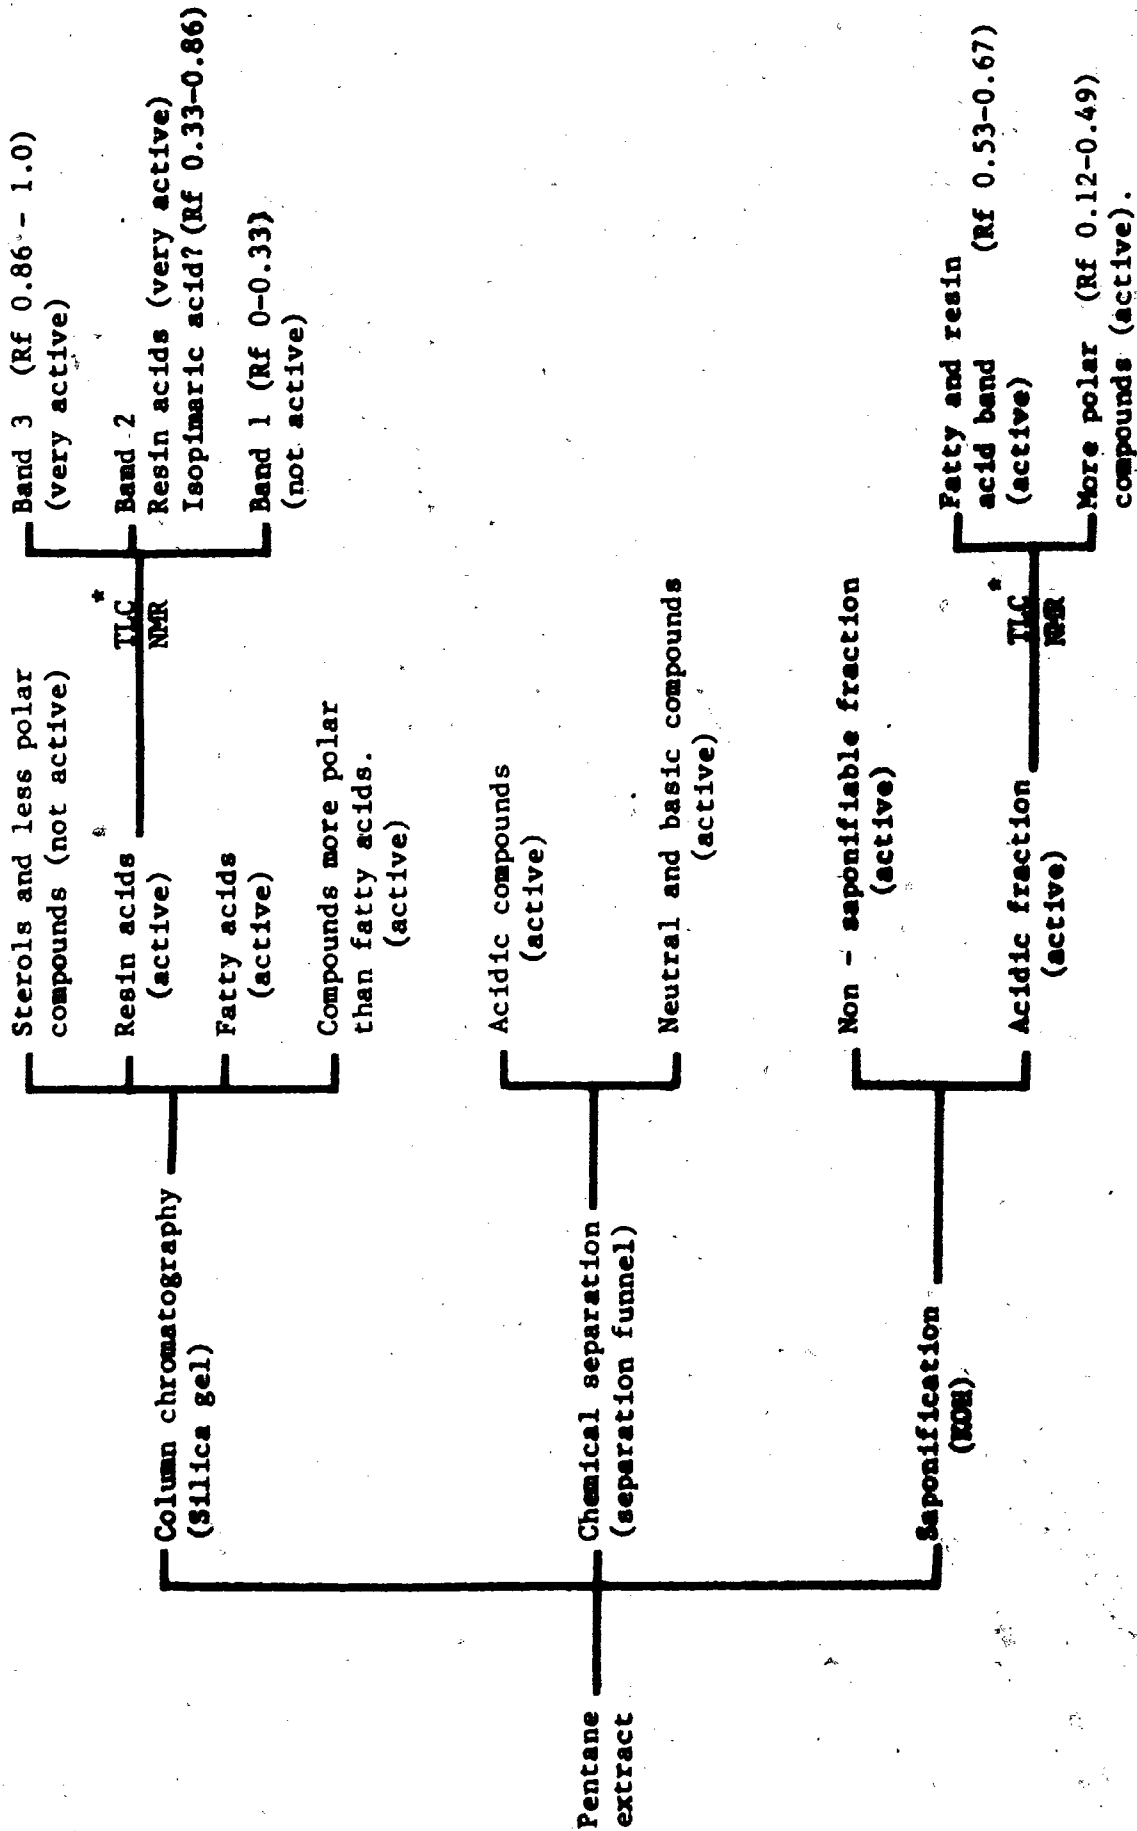 Pentane
extract
Column chromatography
(Silica gel)
Sterols and less polar
compounds (not active)
Resin acids
(active)
TLC *
NMR
Band 3 (Rf 0.86 - 1.0)
(very active)
Band 2
Resin acids (very active)
Isopimaric acid? (Rf 0.33-0.86)
Band 1 (Rf 0-0.33)
(not active)
Fatty acids
(active)
Compounds more polar
than fatty acids.
(active)
Chemical separation
(separation funnel)
Acidic compounds
(active)
Neutral and basic compounds
(active)
Saponification
(KOH)
Non - saponifiable fraction
(active)
Acidic fraction
(active)
TLC *
NMR
Fatty and resin
acid band (Rf 0.53-0.67)
(active)
More polar (Rf 0.12-0.49)
compounds (active).